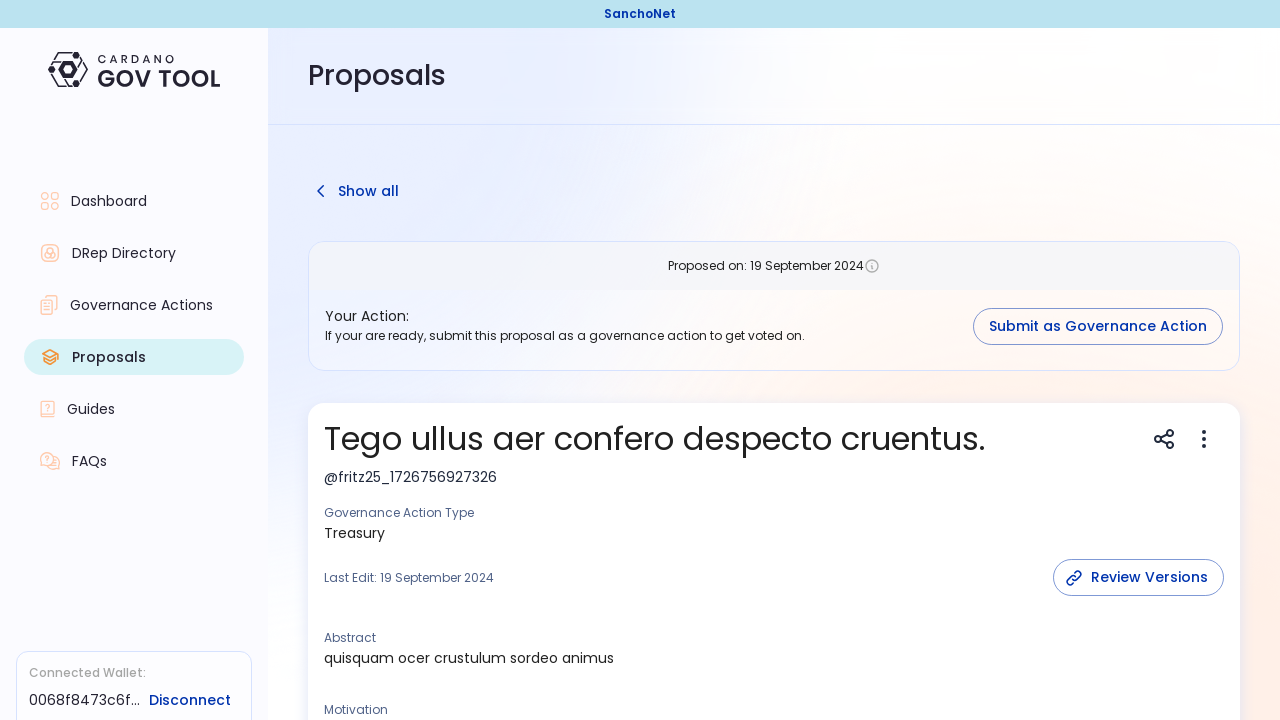 SanchoNet
CARDANO
GOV TOOL
Proposals
Dashboard
DRep Directory
Governance Actions
Proposals
Guides
FAQs
Connected Wallet:
0068f8473c6f... Disconnect
Show all
Proposed on: 19 September 2024
Your Action:
If your are ready, submit this proposal as a governance action to get voted on.
Submit as Governance Action
Tego ullus aer confero despecto cruentus.
@fritz25_1726756927326
Governance Action Type
Treasury
Last Edit: 19 September 2024
Review Versions
Abstract
quisquam ocer crustulum sordeo animus
Motivation